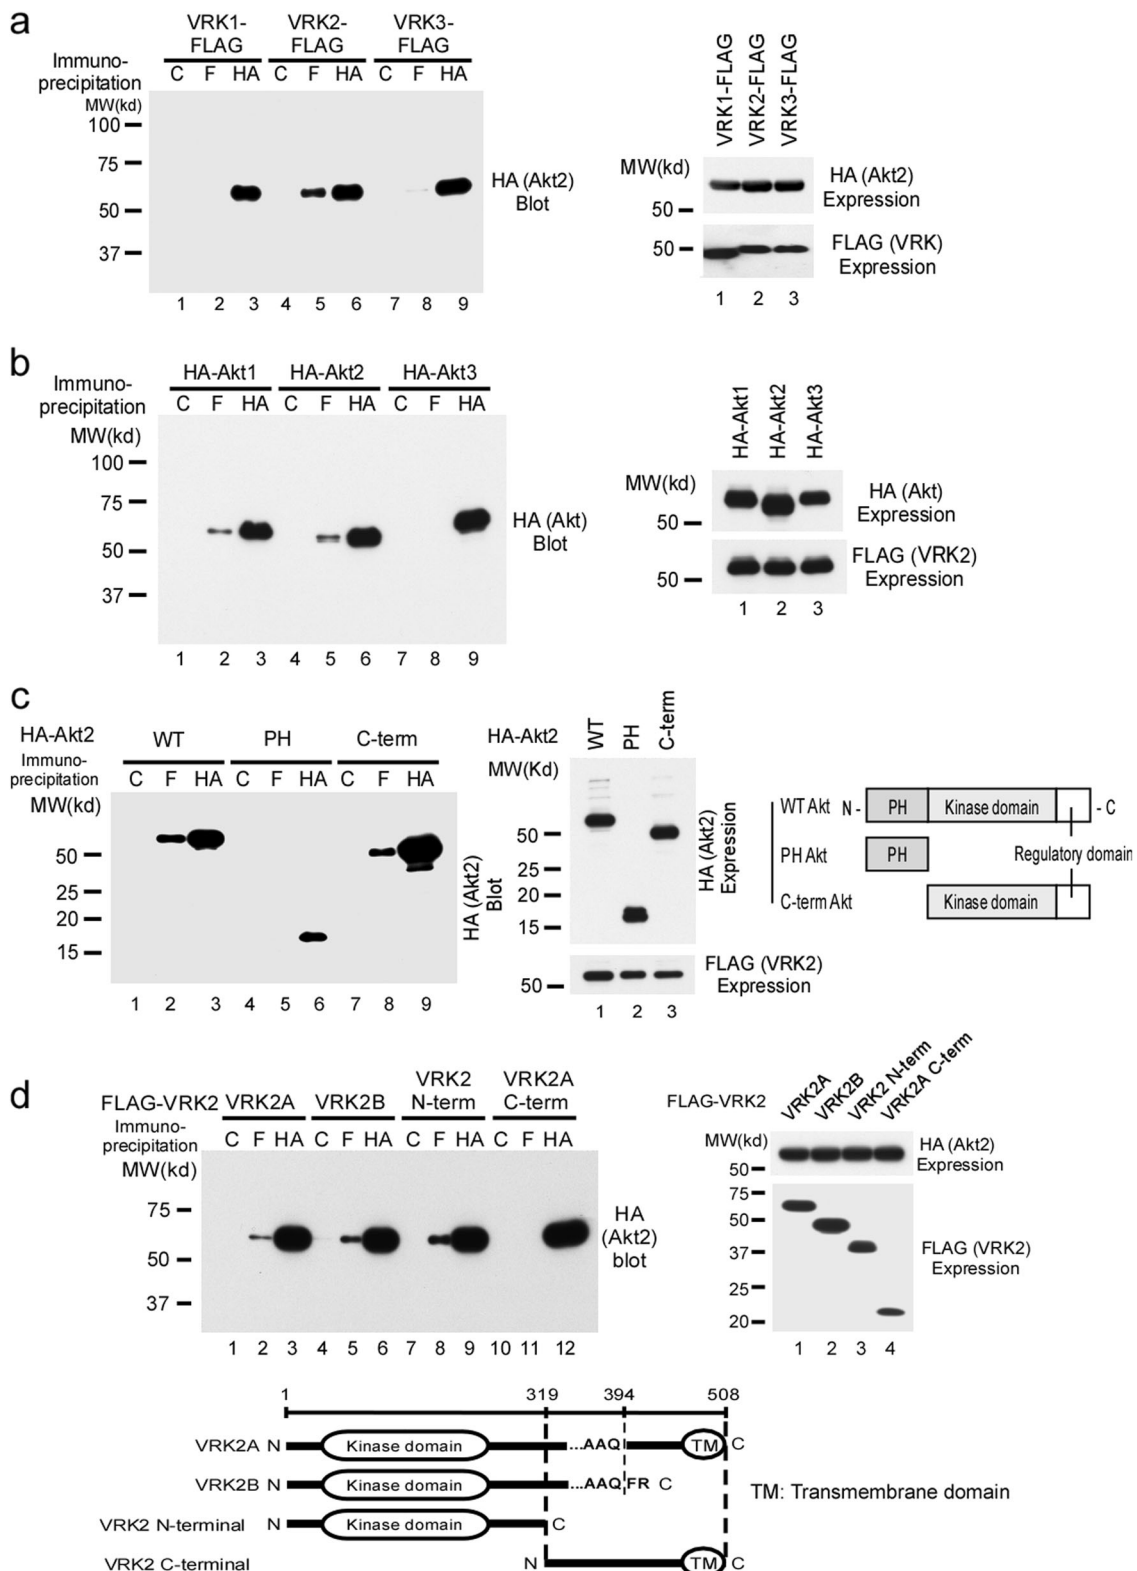 a
VRK1-FLAG VRK2-FLAG VRK3-FLAG
Immuno-precipitation C F HA C F HA C F HA
MW(kd)
100
75
50
37
HA (Akt2) Blot
1 2 3 4 5 6 7 8 9
VRK1-FLAG VRK2-FLAG VRK3-FLAG
MW(kd)
50
HA (Akt2) Expression
50
FLAG (VRK) Expression
1 2 3
b
HA-Akt1 HA-Akt2 HA-Akt3
Immuno-precipitation C F HA C F HA C F HA
MW(kd)
100
75
50
37
HA (Akt) Blot
1 2 3 4 5 6 7 8 9
HA-Akt1 HA-Akt2 HA-Akt3
MW(kd)
50
HA (Akt) Expression
50
FLAG (VRK2) Expression
1 2 3
c
HA-Akt2 WT PH C-term
Immuno-precipitation C F HA C F HA C F HA
MW(kd)
50
25
20
15
HA (Akt2) Blot
1 2 3 4 5 6 7 8 9
HA-Akt2 WT PH C-term
MW(Kd)
50
25
20
15
HA (Akt2) Expression
50
FLAG (VRK2) Expression
1 2 3
WT Akt N - PH Kinase domain - C
PH Akt PH Regulatory domain
C-term Akt Kinase domain
d
FLAG-VRK2 VRK2A VRK2B VRK2 N-term VRK2A C-term
Immuno-precipitation C F HA C F HA C F HA C F HA
MW(kd)
75
50
37
HA (Akt2) blot
1 2 3 4 5 6 7 8 9 10 11 12
FLAG-VRK2 VRK2A VRK2B VRK2 N-term VRK2A C-term
MW(kd)
50
HA (Akt2) Expression
75
50
37
25
20
FLAG (VRK2) Expression
1 2 3 4
1 319 394 508
VRK2A N Kinase domain ...AAQ TM C
VRK2B N Kinase domain ...AAQ FR C
TM: Transmembrane domain
VRK2 N-terminal N Kinase domain C
VRK2 C-terminal N TM C